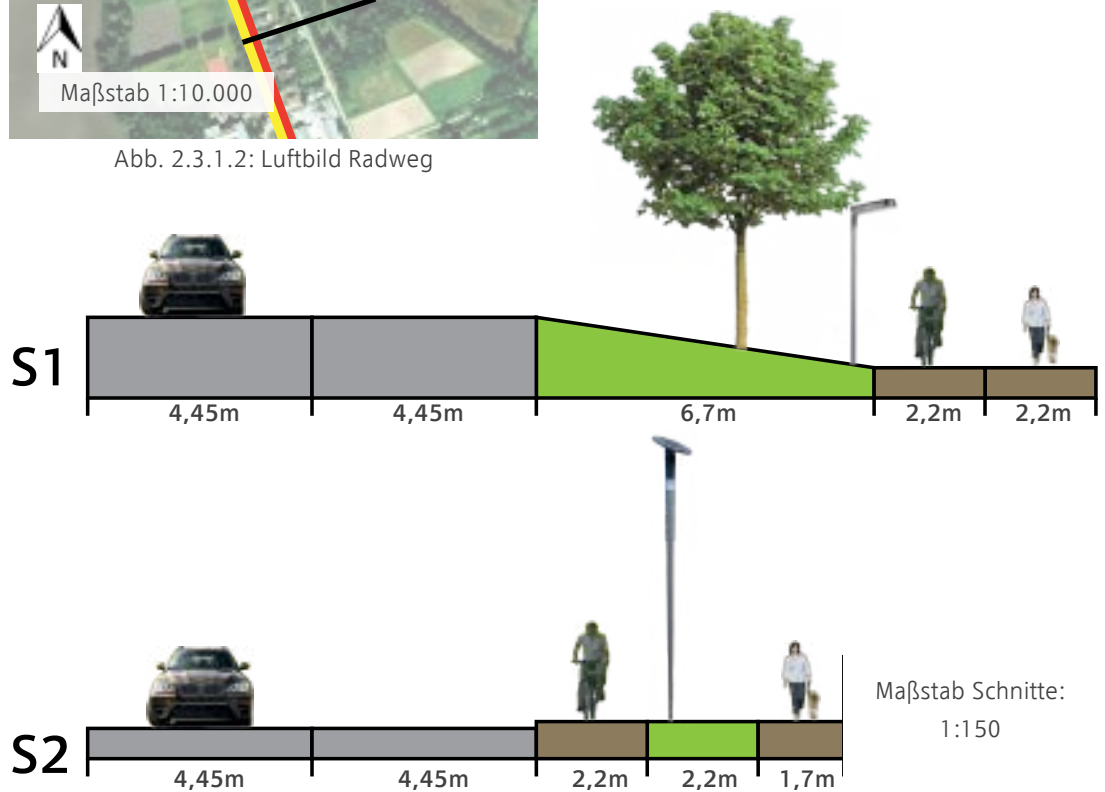 N
Maßstab 1:10.000
Abb. 2.3.1.2: Luftbild Radweg
S1
4,45m 4,45m 6,7m 2,2m 2,2m
S2
4,45m 4,45m 2,2m 2,2m 1,7m
Maßstab Schnitte:
1:150